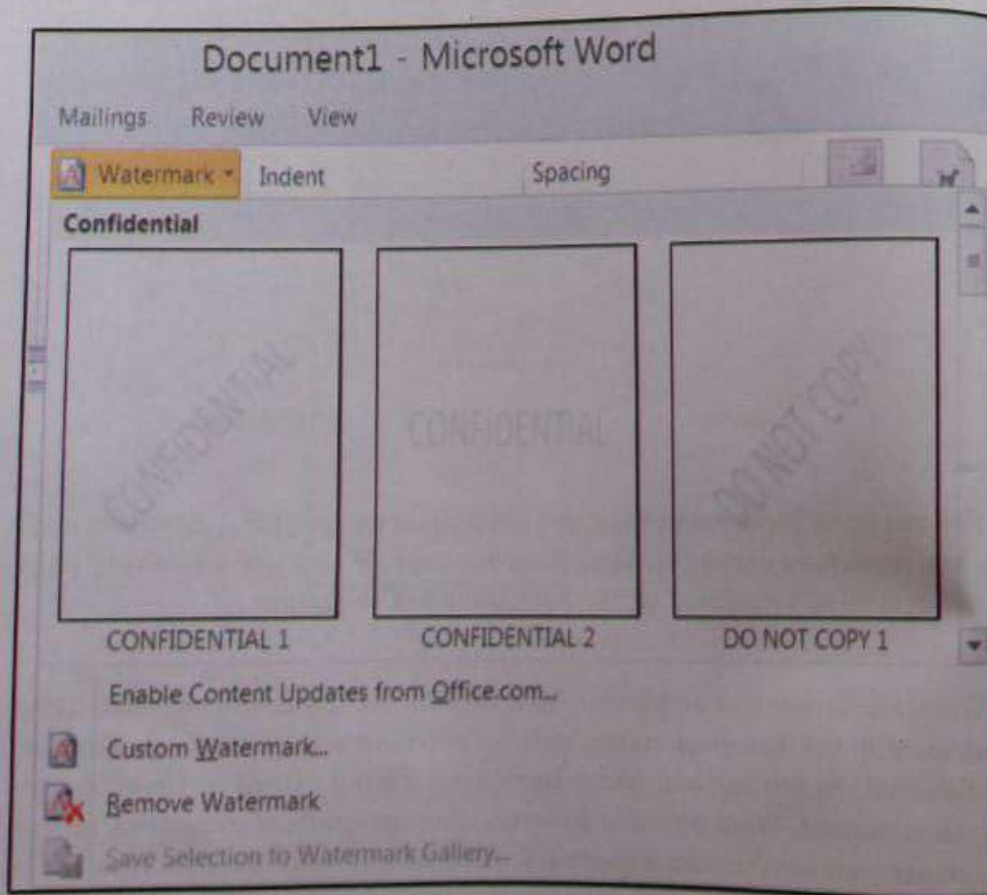 Document1 - Microsoft Word
Mailings Review View
Watermark Indent Spacing
Confidential
CONFIDENTIAL
CONFIDENTIAL
DO NOT COPY
CONFIDENTIAL 1 CONFIDENTIAL 2 DO NOT COPY 1
Enable Content Updates from Office.com...
Custom Watermark...
Remove Watermark
Save Selection to Watermark Gallery...